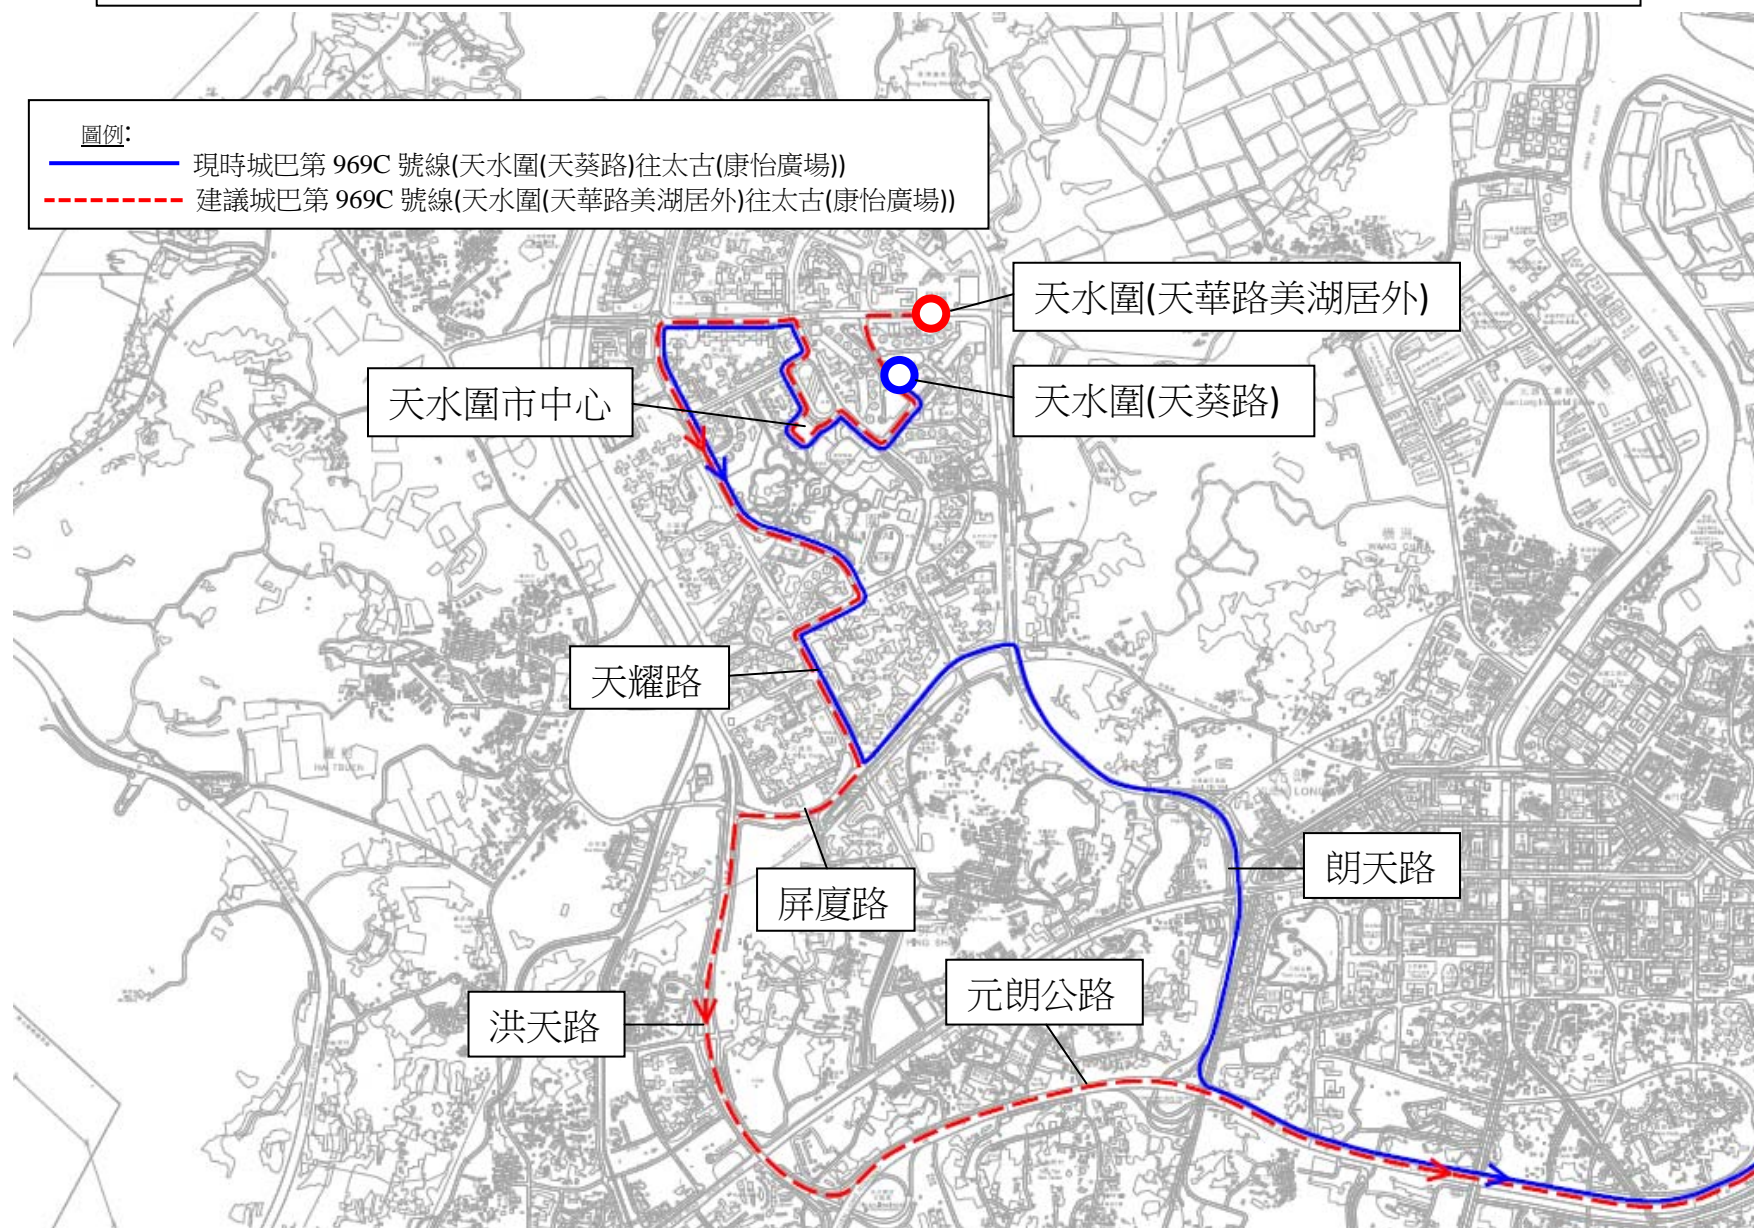 圖例:
現時城巴第 969C 號線(天水圍(天葵路)往太古(康怡廣場))
建議城巴第 969C 號線(天水圍(天華路美湖居外)往太古(康怡廣場))
天水圍(天華路美湖居外)
天水圍(天葵路)
天水圍市中心
天耀路
朗天路
屏廈路
元朗公路
洪天路